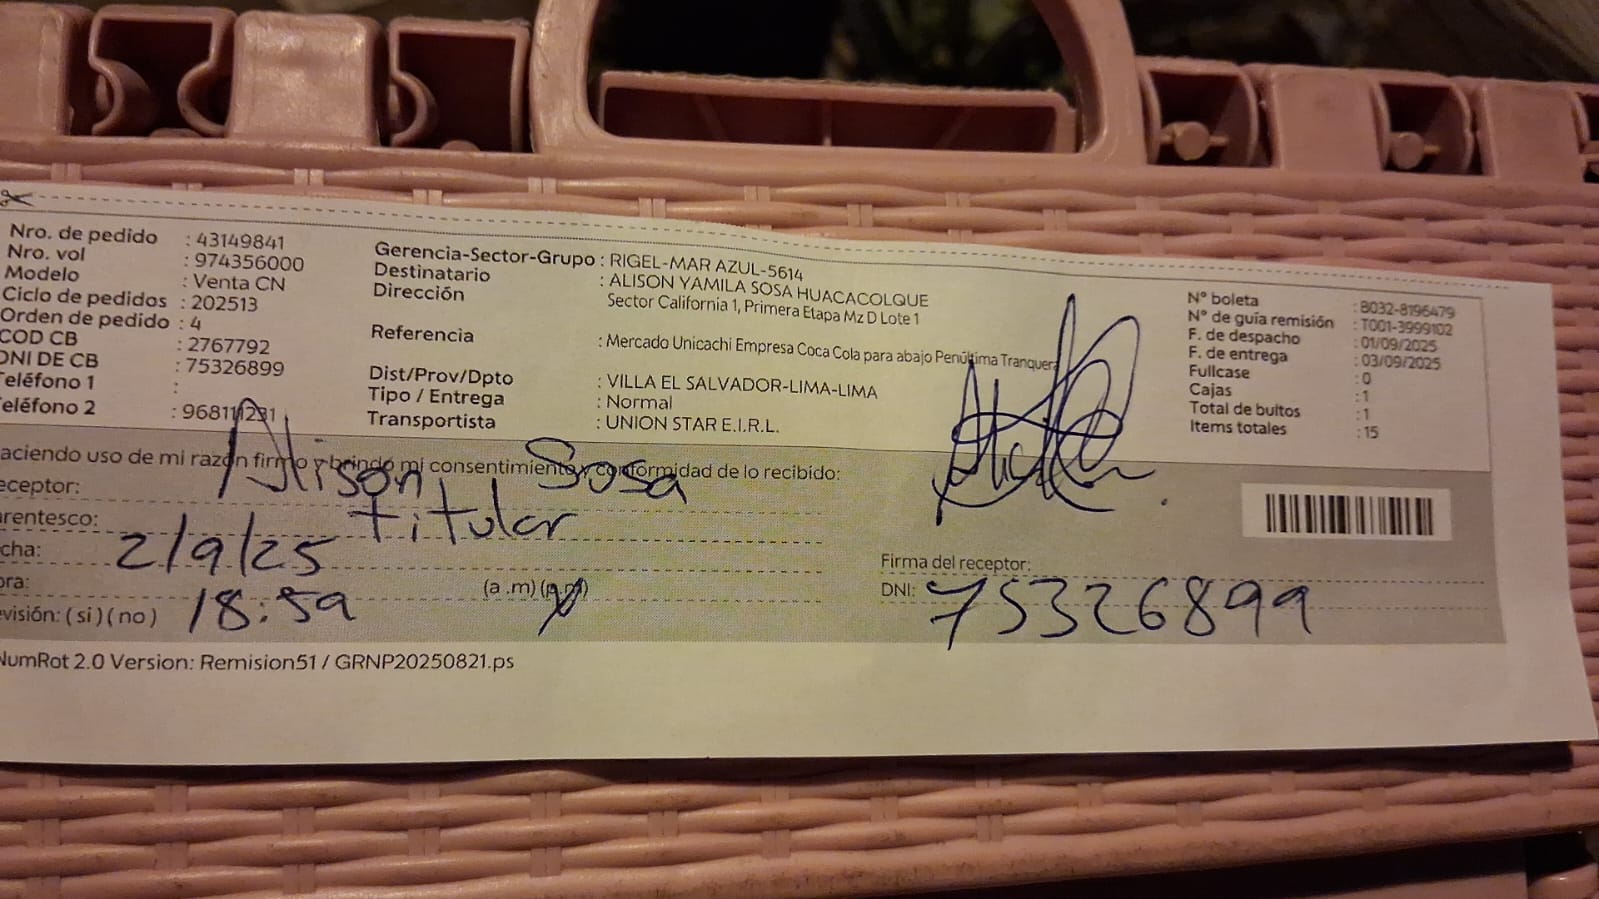 Nro. de pedido : 43149841
Nro. vol : 974356000
Modelo : Venta CN
Ciclo de pedidos : 202513
Orden de pedido : 4
COD CB : 2767792
DNI DE CB : 75326899
Teléfono 1 :
Teléfono 2 : 968111231
Gerencia-Sector-Grupo : RIGEL-MAR AZUL-5614
Destinatario : ALISON YAMILA SOSA HUACACOLQUE
Dirección Sector California 1, Primera Etapa Mz D Lote 1
Referencia : Mercado Unicachi Empresa Coca Cola para abajo Penúltima Tranquera
Dist/Prov/Dpto : VILLA EL SALVADOR-LIMA-LIMA
Tipo / Entrega : Normal
Transportista : UNION STAR E.I.R.L.
N° boleta : B032-8196479
N° de guía remisión : T001-3999102
F. de despacho : 01/09/2025
F. de entrega : 03/09/2025
Fullcase : 0
Cajas : 1
Total de bultos : 1
Items totales : 15
aciendo uso de mi razón firmo y brindo mi consentimiento y conformidad de lo recibido:
eceptor: Alison Sosa
arentesco: titular
cha: 2/9/25
ora: 18:59 (a.m) (p.m)
visión: ( si ) ( no )
Firma del receptor:
DNI: 75326899
NumRot 2.0 Version: Remision51 / GRNP20250821.ps